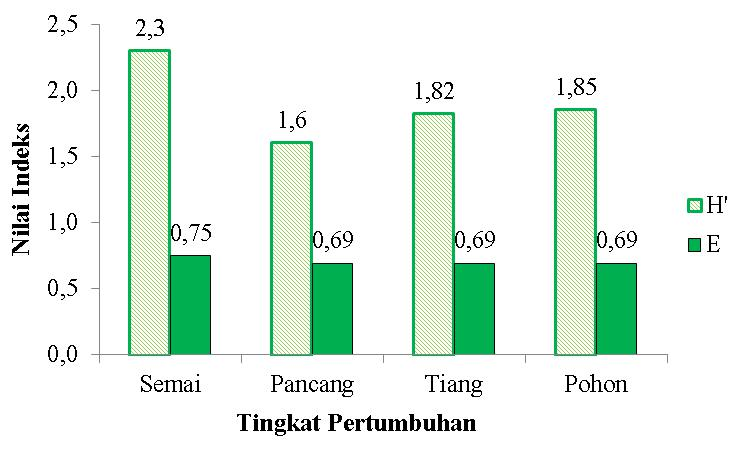 2,5
2,0
1,5
1,0
0,5
0,0
Nilai Indeks
2,3
0,75
1,6
0,69
1,82
0,69
1,85
0,69
H'
E
Semai Pancang Tiang Pohon
Tingkat Pertumbuhan